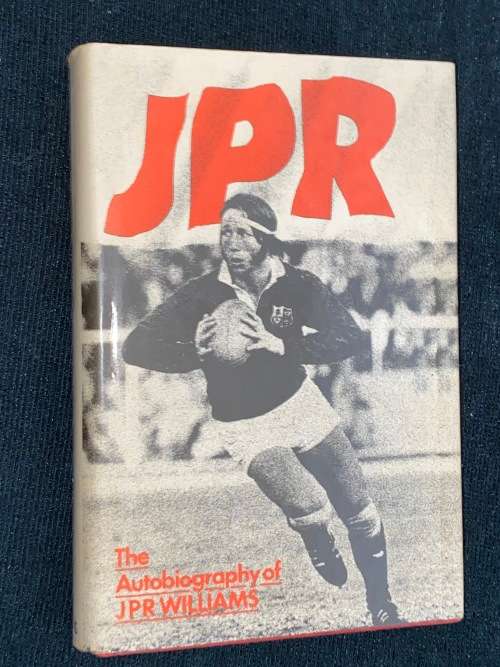 JPR
The
Autobiography of
JPR WILLIAMS